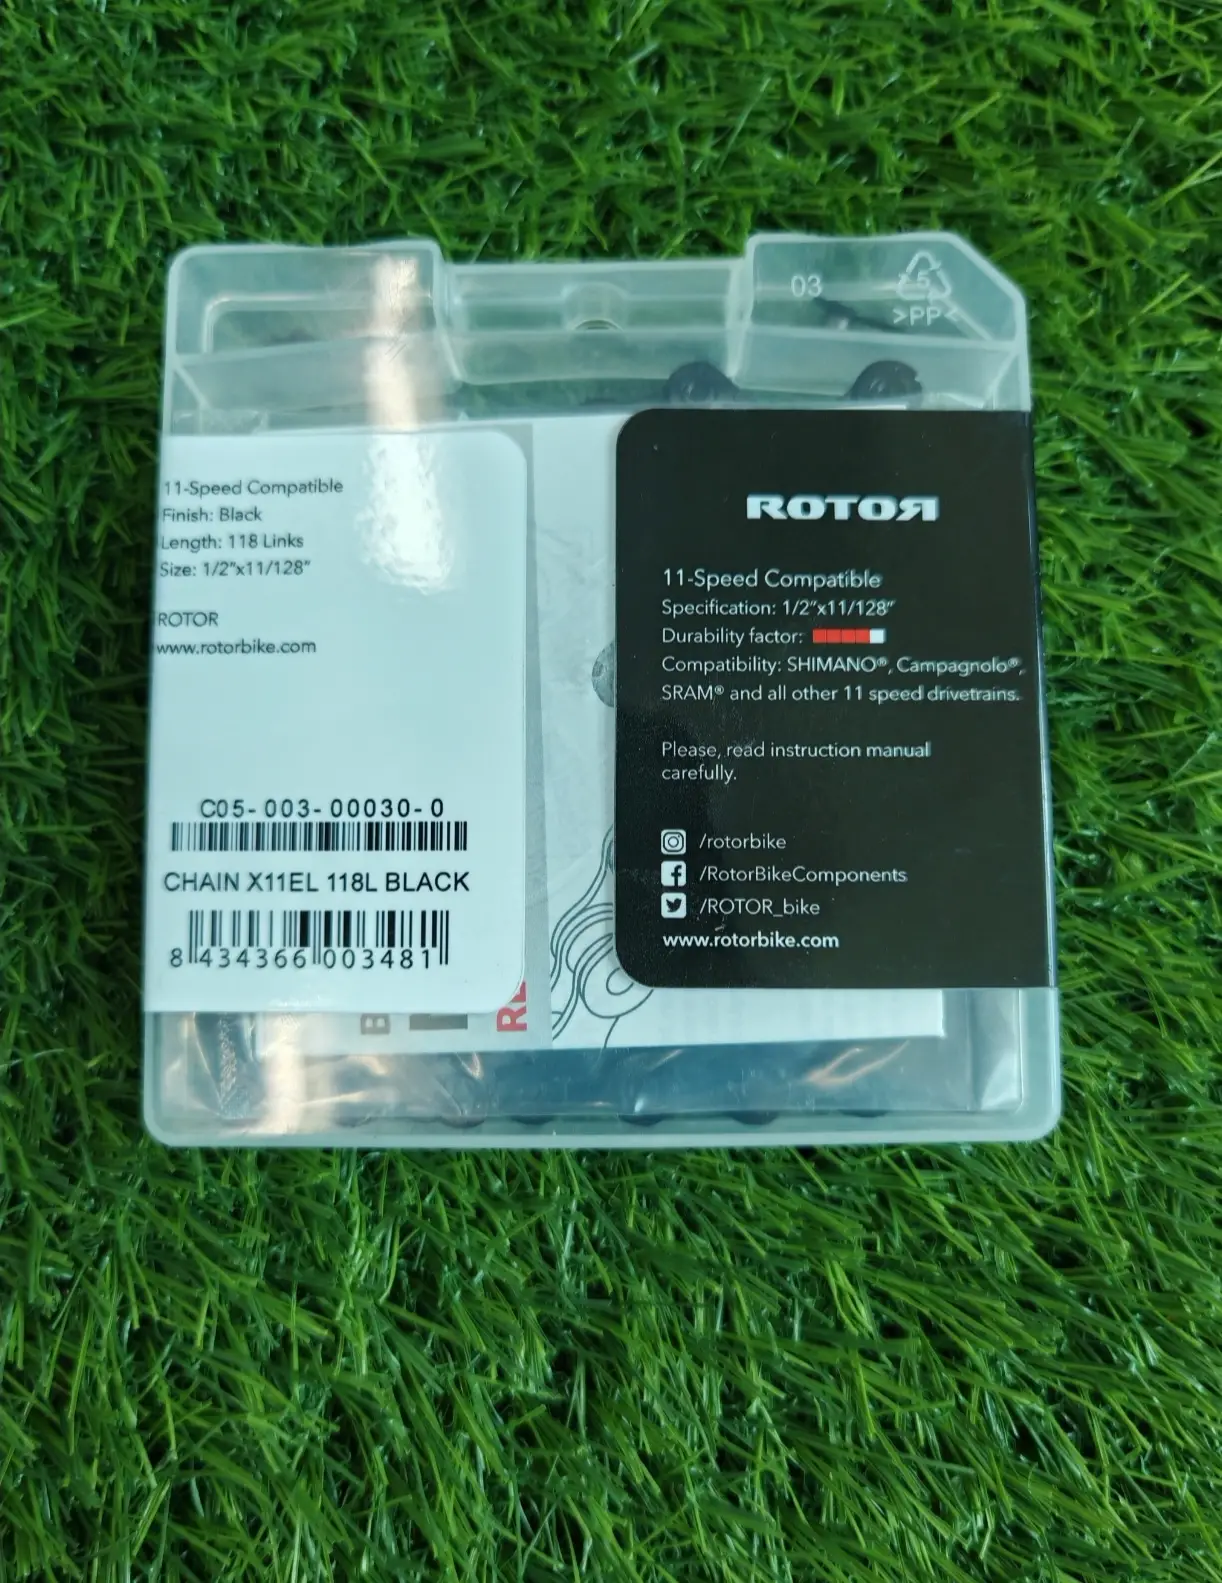 03
5
>PP<
11-Speed Compatible
Finish: Black
Length: 118 Links
Size: 1/2"x11/128"
ROTOR
www.rotorbike.com
C05-003-00030-0
CHAIN X11EL 118L BLACK
8 434366 003481
ROTOR
11-Speed Compatible
Specification: 1/2"x11/128"
Durability factor:
Compatibility: SHIMANO®, Campagnolo®,
SRAM® and all other 11 speed drivetrains.
Please, read instruction manual
carefully.
/rotorbike
/RotorBikeComponents
/ROTOR_bike
www.rotorbike.com